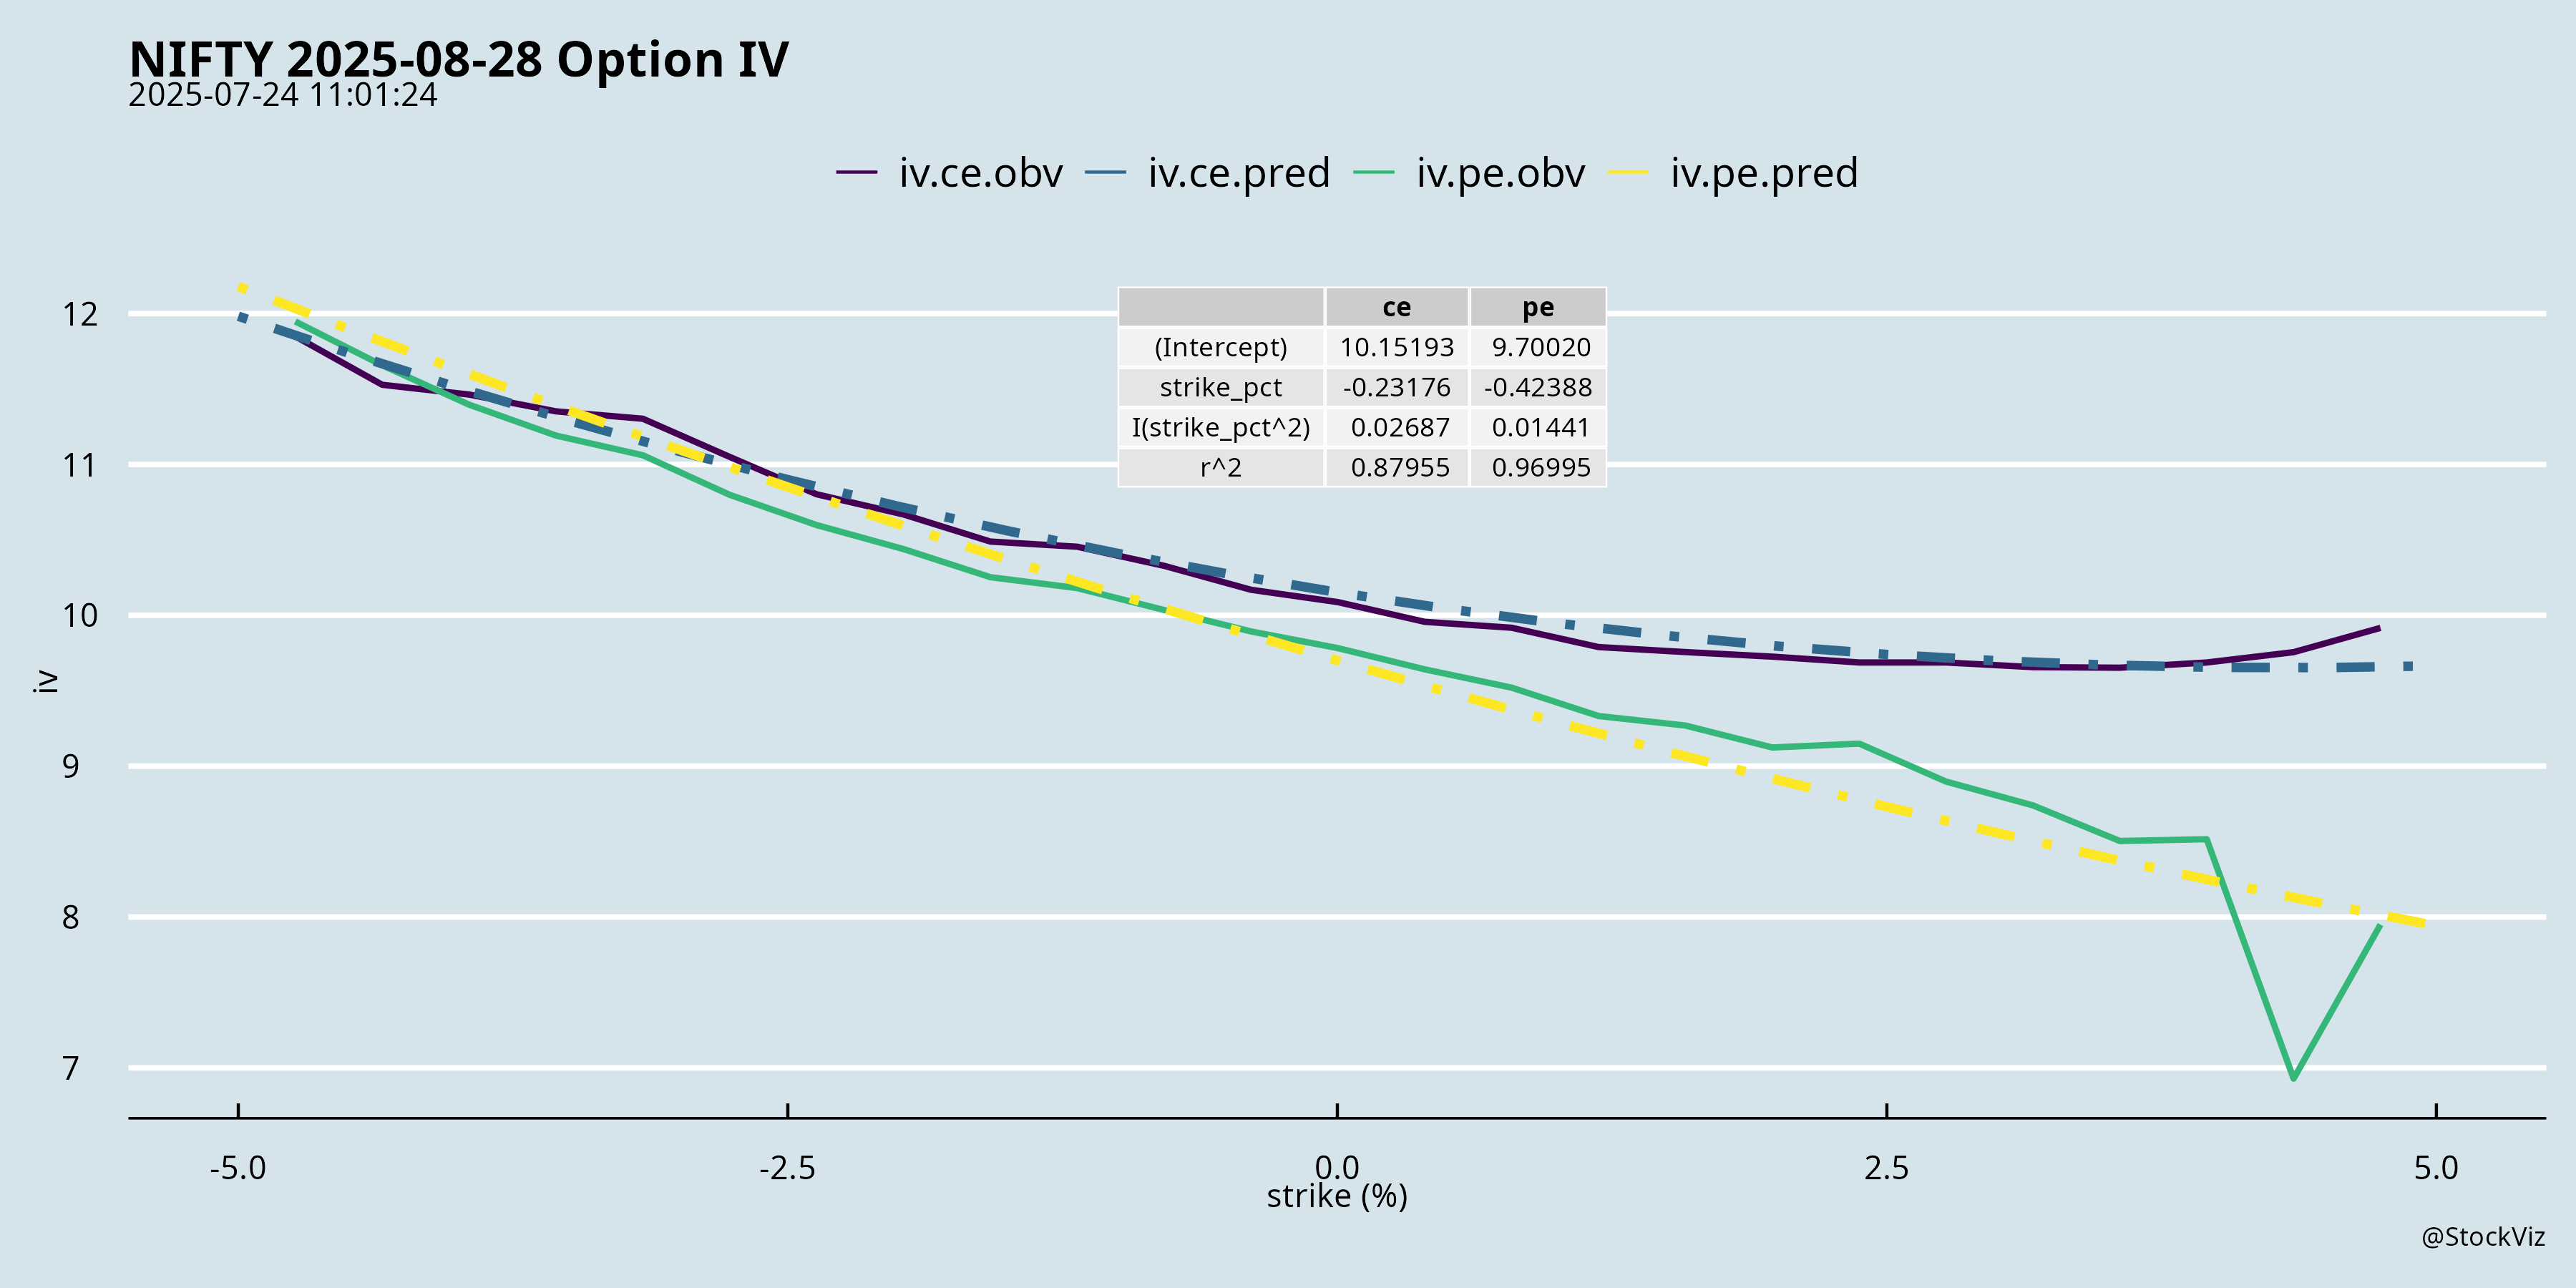 NIFTY 2025-08-28 Option IV
2025-07-24 11:01:24
iv.ce.obv iv.ce.pred iv.pe.obv iv.pe.pred
ce pe
(Intercept) 10.15193 9.70020
strike_pct -0.23176 -0.42388
I(strike_pct^2) 0.02687 0.01441
r^2 0.87955 0.96995
12
11
10
9
8
7
iv
-5.0 -2.5 0.0 2.5 5.0
strike (%)
@StockViz